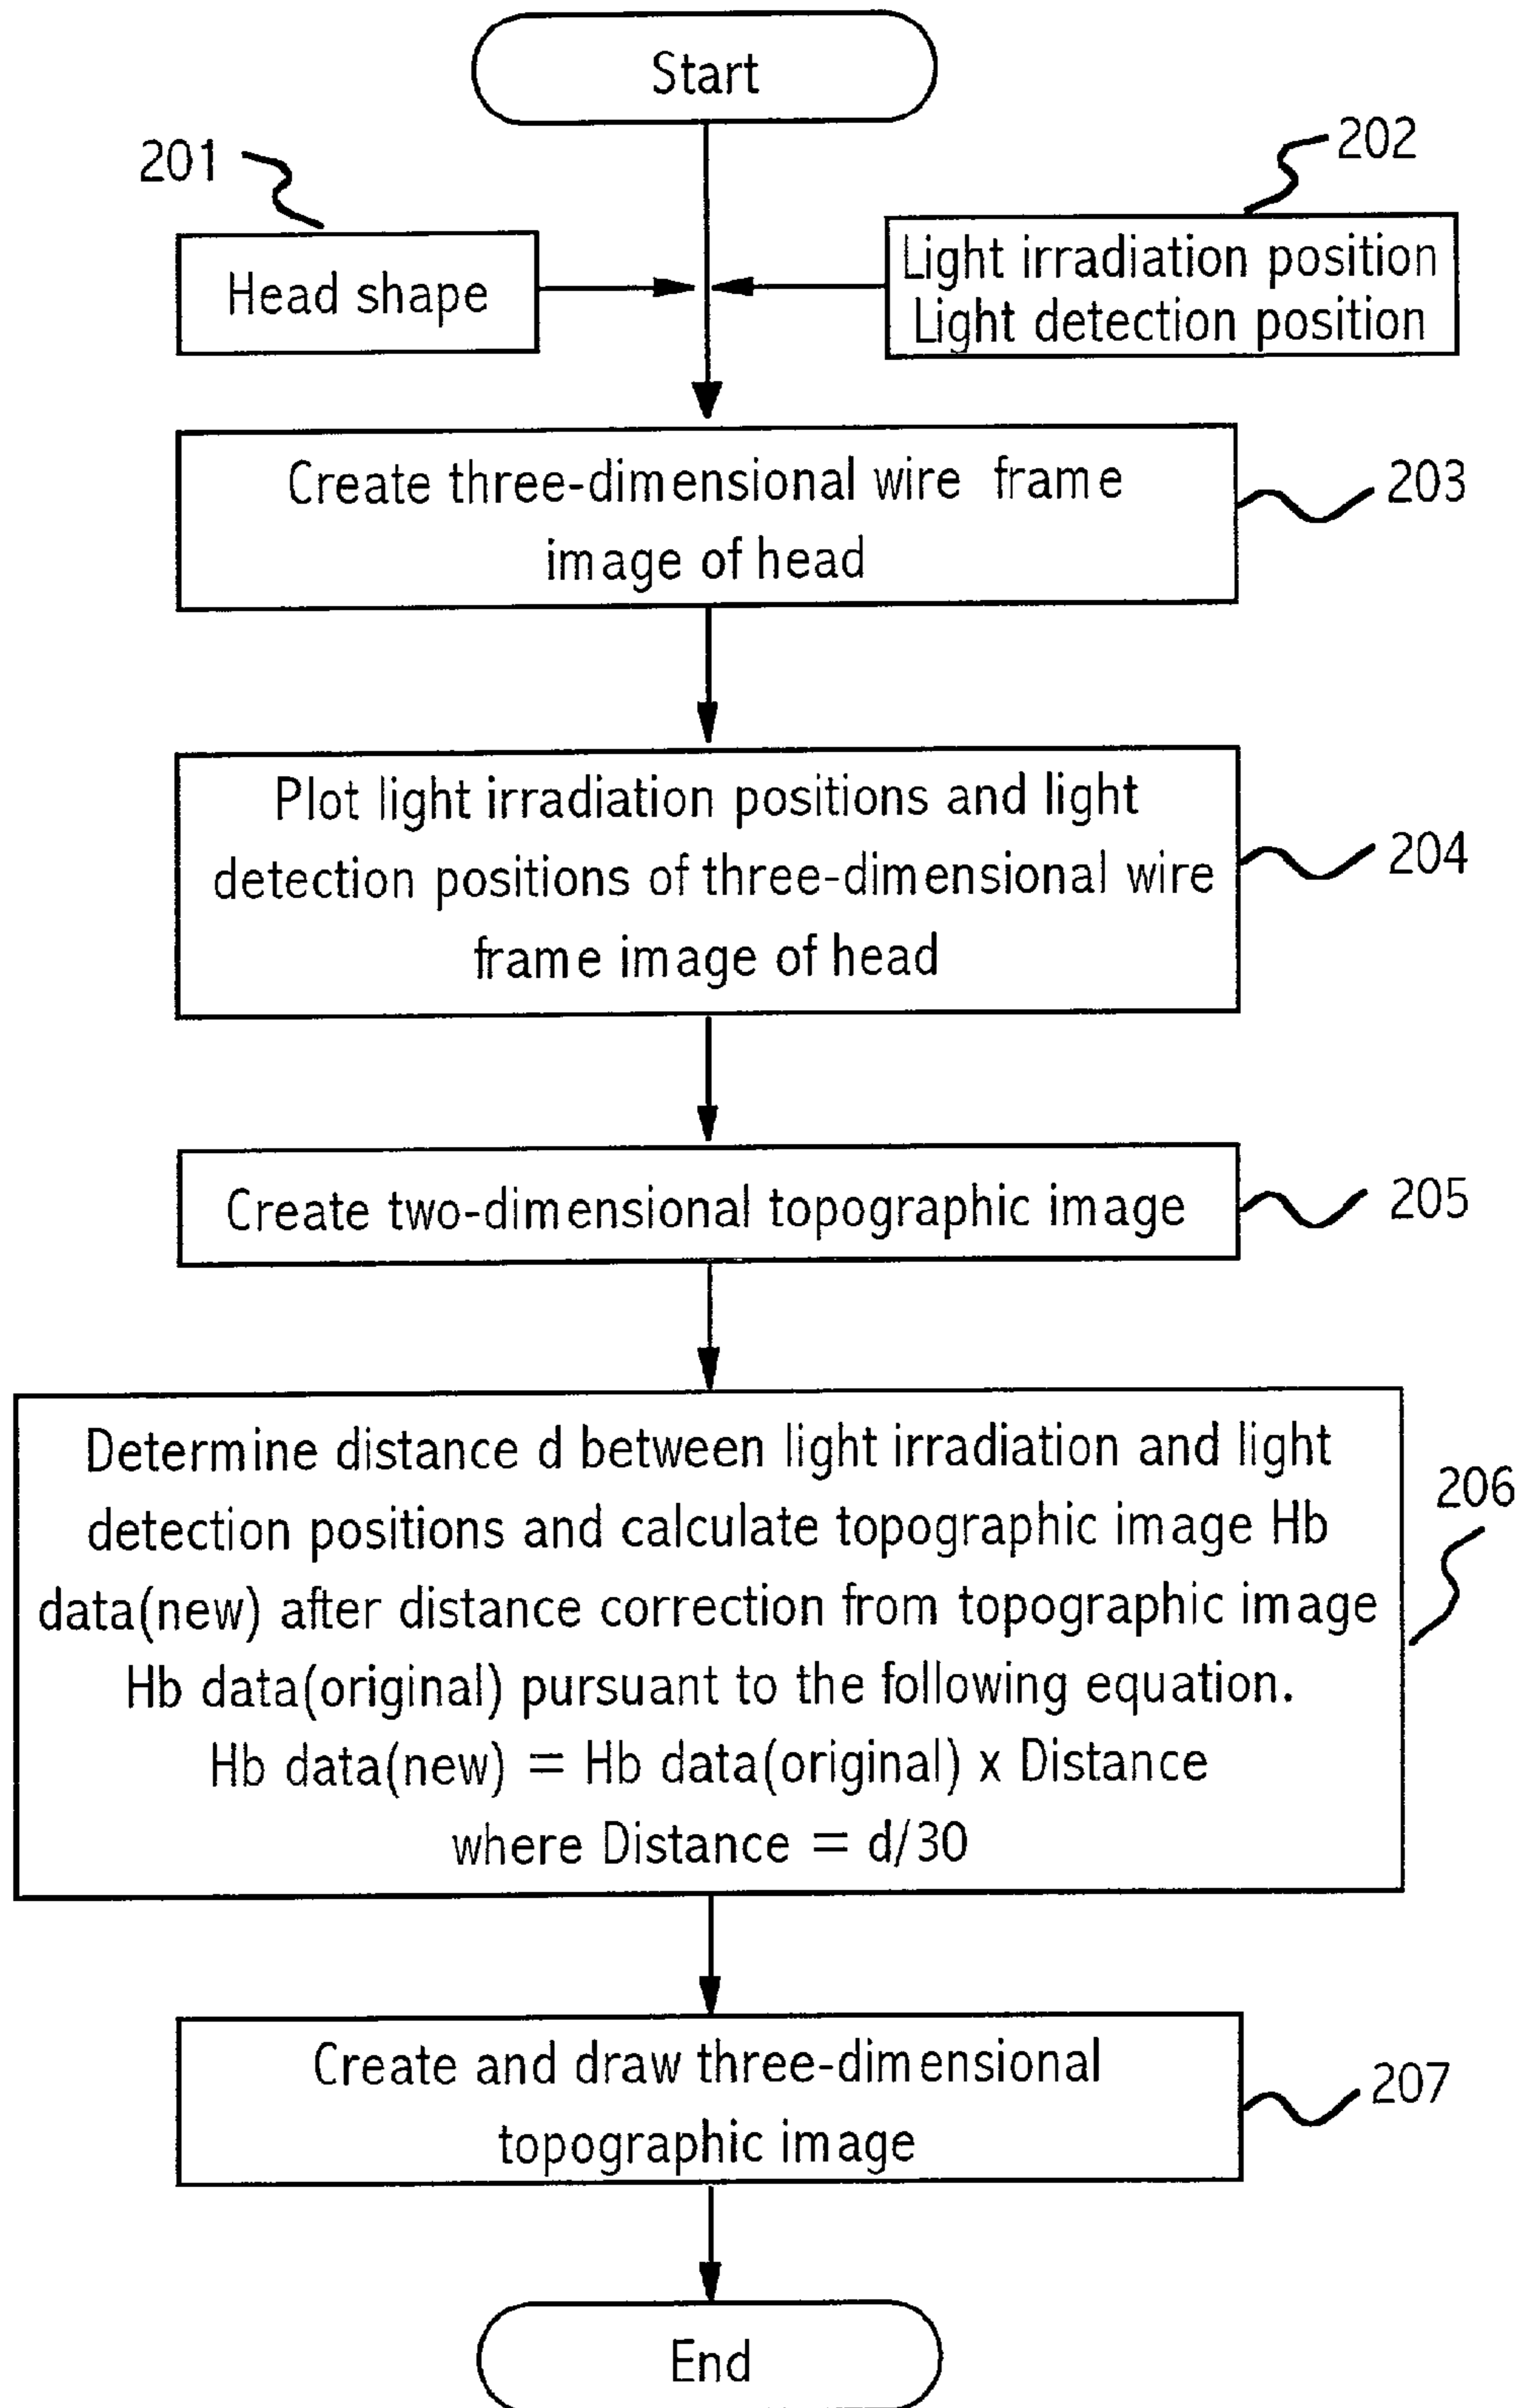 Start
201
202
Head shape
Light irradiation position
Light detection position
Create three-dimensional wire frame
image of head
203
Plot light irradiation positions and light
detection positions of three-dimensional wire
frame image of head
204
Create two-dimensional topographic image
205
Determine distance d between light irradiation and light
detection positions and calculate topographic image Hb
data(new) after distance correction from topographic image
Hb data(original) pursuant to the following equation.
Hb data(new) = Hb data(original) x Distance
where Distance = d/30
206
Create and draw three-dimensional
topographic image
207
End